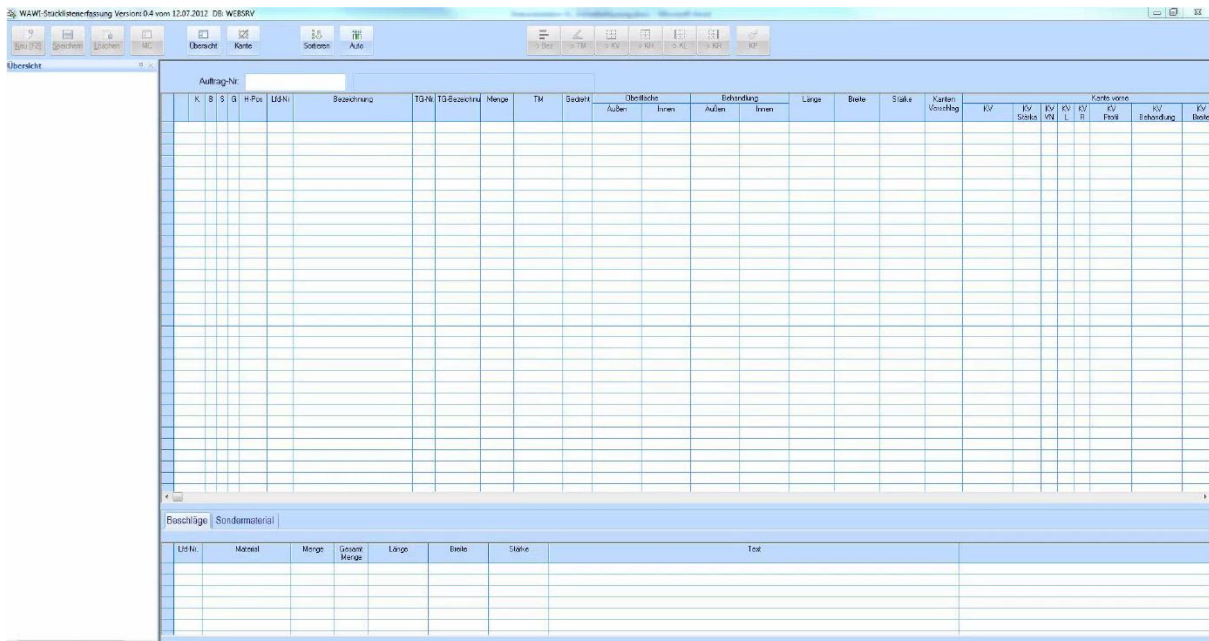 WAWI-Stücklistenerfassung Version: 0.4 vom 12.07.2012 DB: WEBSRV
Neu [F2] Speichern Löschen MC Übersicht Kante Sortieren Auto > Bez > TM > KV > KH > KL > KR KP
Übersicht
Auftrag-Nr:
K B S G H-Pos Lfd-Nr Bezeichnung TG-Nr. TG-Bezeichnu Menge TM Gedreht Oberfläche Behandlung Länge Breite Stärke Kanten Kante vorne
Außen Innen Außen Innen Vorschlag KV KV KV KV KV KV KV KV
Stärke VN L R Profil Behandlung Breite
Beschläge Sondermaterial
Lfd-Nr. Material Menge Gesamt Länge Breite Stärke Text
Menge